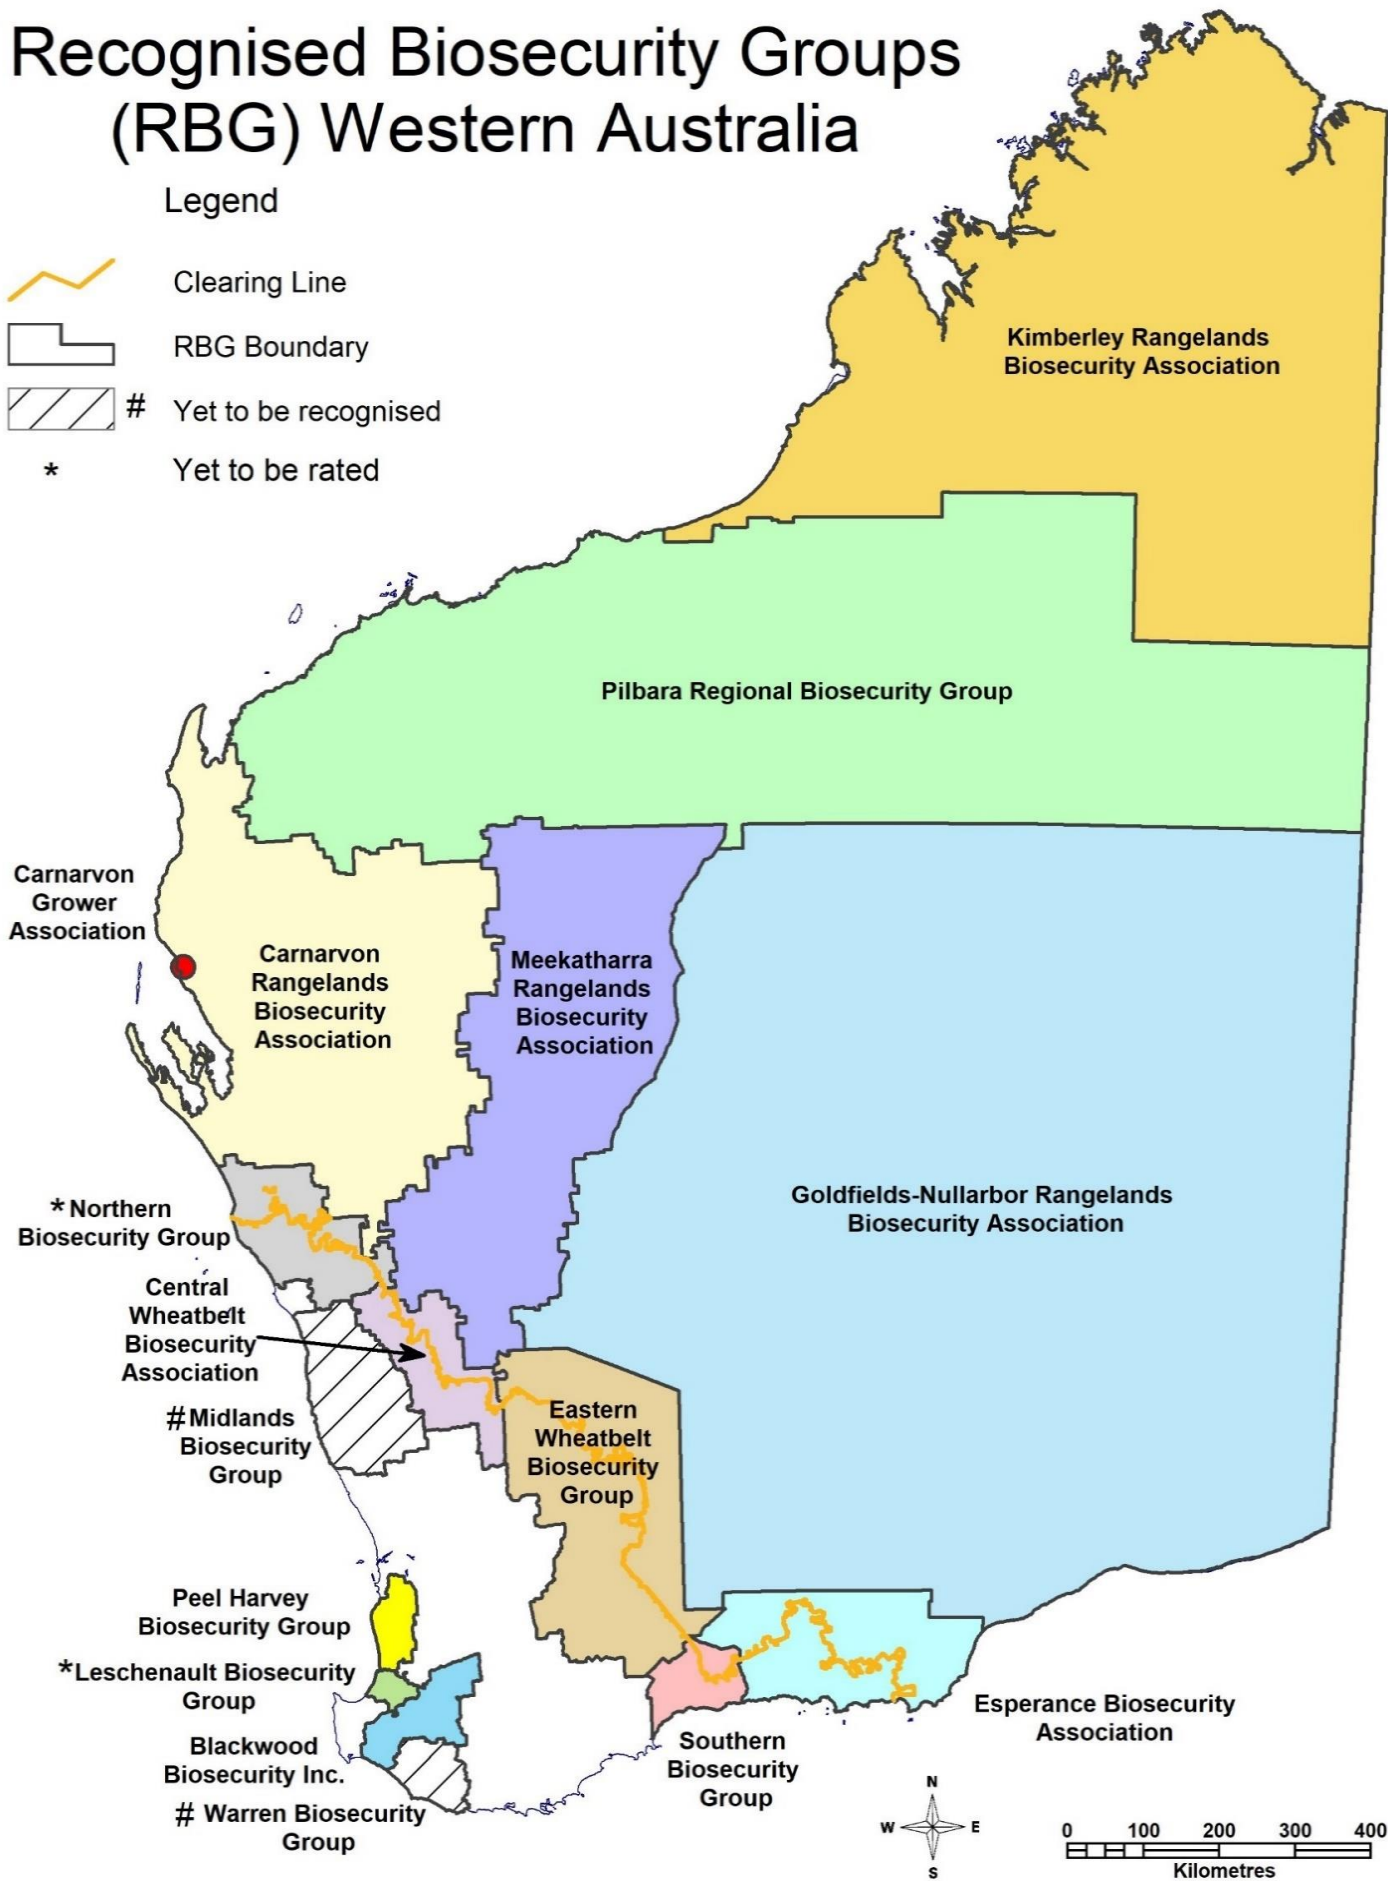 Recognised Biosecurity Groups
(RBG) Western Australia
Legend
Clearing Line
RBG Boundary
# Yet to be recognised
* Yet to be rated
Kimberley Rangelands
Biosecurity Association
Pilbara Regional Biosecurity Group
Carnarvon
Grower
Association
Carnarvon
Rangelands
Biosecurity
Association
Meekatharra
Rangelands
Biosecurity
Association
Goldfields-Nullarbor Rangelands
Biosecurity Association
* Northern
Biosecurity Group
Central
Wheatbelt
Biosecurity
Association
# Midlands
Biosecurity
Group
Eastern
Wheatbelt
Biosecurity
Group
Peel Harvey
Biosecurity Group
* Leschenault Biosecurity
Group
Blackwood
Biosecurity Inc.
# Warren Biosecurity
Group
Southern
Biosecurity
Group
Esperance Biosecurity
Association
N
W E
S
0 100 200 300 400
Kilometres